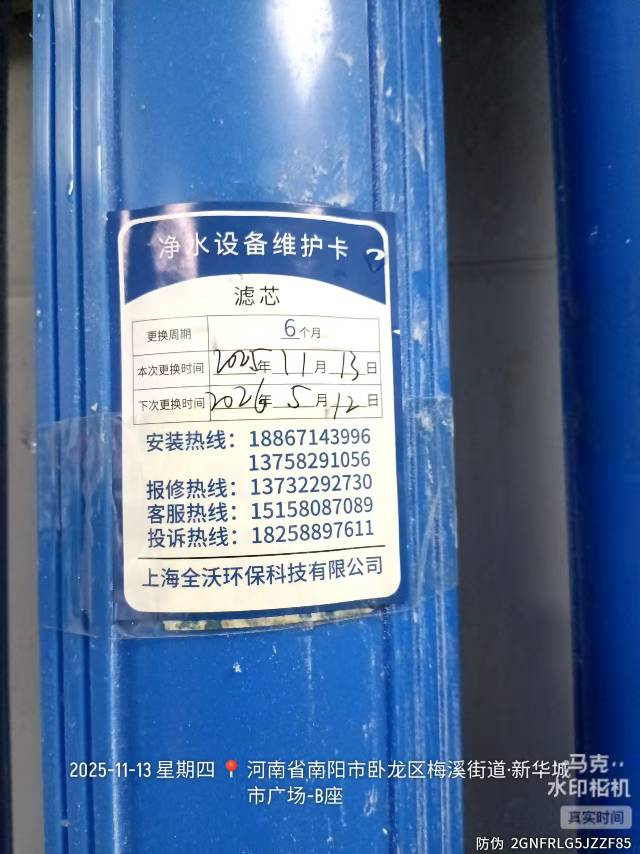 净水设备维护卡
滤芯
更换周期 6个月
本次更换时间 2025年11月13日
下次更换时间 2026年5月12日
安装热线：18867143996
13758291056
报修热线：13732292730
客服热线：15158087089
投诉热线：18258897611
上海全沃环保科技有限公司
2025-11-13 星期四 河南省南阳市卧龙区梅溪街道·新华城
市广场-B座
马克
水印相机
真实时间
防伪 2GNFRLG5JZZF85